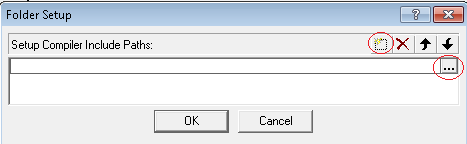 Folder Setup
Setup Compiler Include Paths:
...
OK Cancel